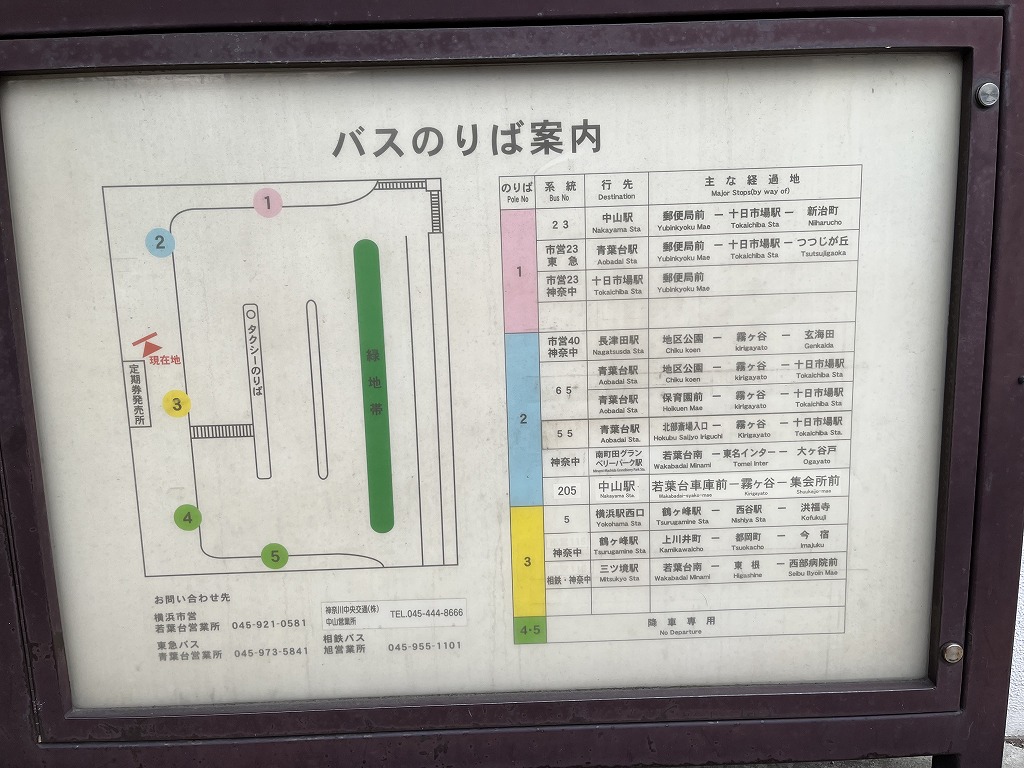 バスのりば案内
1
2
現在地
定期券発売所
3
4
5
タクシーのりば
緑地帯
お問い合わせ先
横浜市営
若葉台営業所 045-921-0581
東急バス
青葉台営業所 045-973-5841
神奈川中央交通(株)
中山営業所
TEL.045-444-8666
相鉄バス
旭営業所 045-955-1101
のりば 系統 行先 主な経過地
Pole No Bus No Destination Major Stops(by way of)
1
23 中山駅 郵便局前 ー 十日市場駅 ー 新治町
Nakayama Sta Yubinkyoku Mae Tokaichiba Sta Niiharucho
市営23 東急 青葉台駅 郵便局前 ー 十日市場駅 ー つつじが丘
Aobadai Sta Yubinkyoku Mae Tokaichiba Sta Tsutsujigaoka
市営23 神奈中 十日市場駅 郵便局前
Tokaichiba Sta Yubinkyoku Mae
2
市営40 神奈中 長津田駅 地区公園 ー 霧ヶ谷 ー 玄海田
Nagatsusda Sta Chiku koen kirigayato Genkaida
65 青葉台駅 地区公園 ー 霧ヶ谷 ー 十日市場駅
Aobadai Sta Chiku koen kirigayato Tokaichiba Sta
青葉台駅 保育園前 ー 霧ヶ谷 ー 十日市場駅
Aobadai Sta Hoikuen Mae kirigayato Tokaichiba Sta
55 青葉台駅 北部斎場入口 ー 霧ヶ谷 ー 十日市場駅
Aobadai Sta. Hokubu Saijyo Iriguchi Kirigayato Tokaichiba Sta.
神奈中 南町田グランベリーパーク駅 若葉台南 ー 東名インター ー 大ヶ谷戸
Wakabadai Minami Tomei Inter Ogayato
205 中山駅 若葉台車庫前 ー 霧ヶ谷 ー 集会所前
Nakayama Sta. Wakabadai-syako-mae Kirigayato Shuukaijo-mae
3
5 横浜駅西口 鶴ヶ峰駅 ー 西谷駅 ー 洪福寺
Yokohama Sta Tsurugamine Sta Nishiya Sta Kofukuji
神奈中 鶴ヶ峰駅 上川井町 ー 都岡町 ー 今宿
Tsurugamine Sta Kamikawaicho Tsuokacho Imajuku
相鉄・神奈中 三ツ境駅 若葉台南 ー 東根 ー 西部病院前
Mitsukyo Sta Wakabadai Minami Higashine Seibu Byoin Mae
4・5 降車専用
No Departure